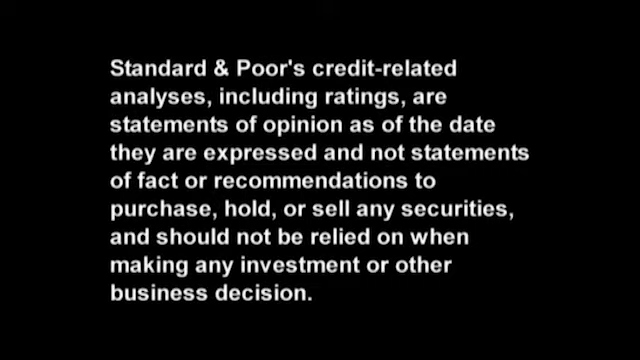 Standard & Poor's credit-related
analyses, including ratings, are
statements of opinion as of the date
they are expressed and not statements
of fact or recommendations to
purchase, hold, or sell any securities,
and should not be relied on when
making any investment or other
business decision.